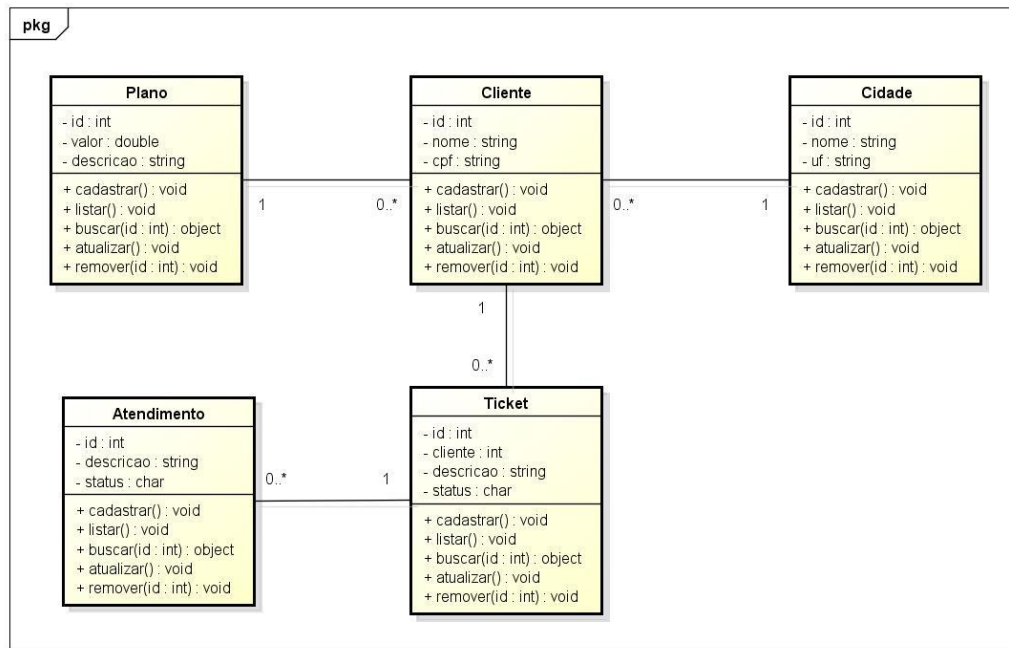 pkg
Plano
- id : int
- valor : double
- descricao : string
+ cadastrar() : void
+ listar() : void
+ buscar(id : int) : object
+ atualizar() : void
+ remover(id : int) : void
1
0..*
Cliente
- id : int
- nome : string
- cpf : string
+ cadastrar() : void
+ listar() : void
+ buscar(id : int) : object
+ atualizar() : void
+ remover(id : int) : void
0..*
1
Cidade
- id : int
- nome : string
- uf : string
+ cadastrar() : void
+ listar() : void
+ buscar(id : int) : object
+ atualizar() : void
+ remover(id : int) : void
1
0..*
Atendimento
- id : int
- descricao : string
- status : char
+ cadastrar() : void
+ listar() : void
+ buscar(id : int) : object
+ atualizar() : void
+ remover(id : int) : void
0..*
1
Ticket
- id : int
- cliente : int
- descricao : string
- status : char
+ cadastrar() : void
+ listar() : void
+ buscar(id : int) : object
+ atualizar() : void
+ remover(id : int) : void